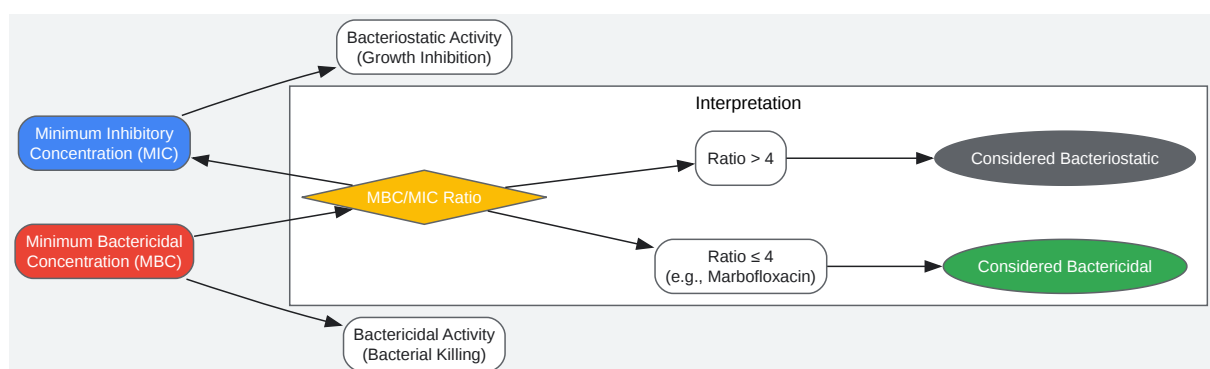 Bacteriostatic Activity
(Growth Inhibition)
Interpretation
Minimum Inhibitory
Concentration (MIC)
Ratio > 4
Considered Bacteriostatic
MBC/MIC Ratio
Minimum Bactericidal
Concentration (MBC)
Ratio ≤ 4
(e.g., Marbofloxacin)
Considered Bactericidal
Bactericidal Activity
(Bacterial Killing)